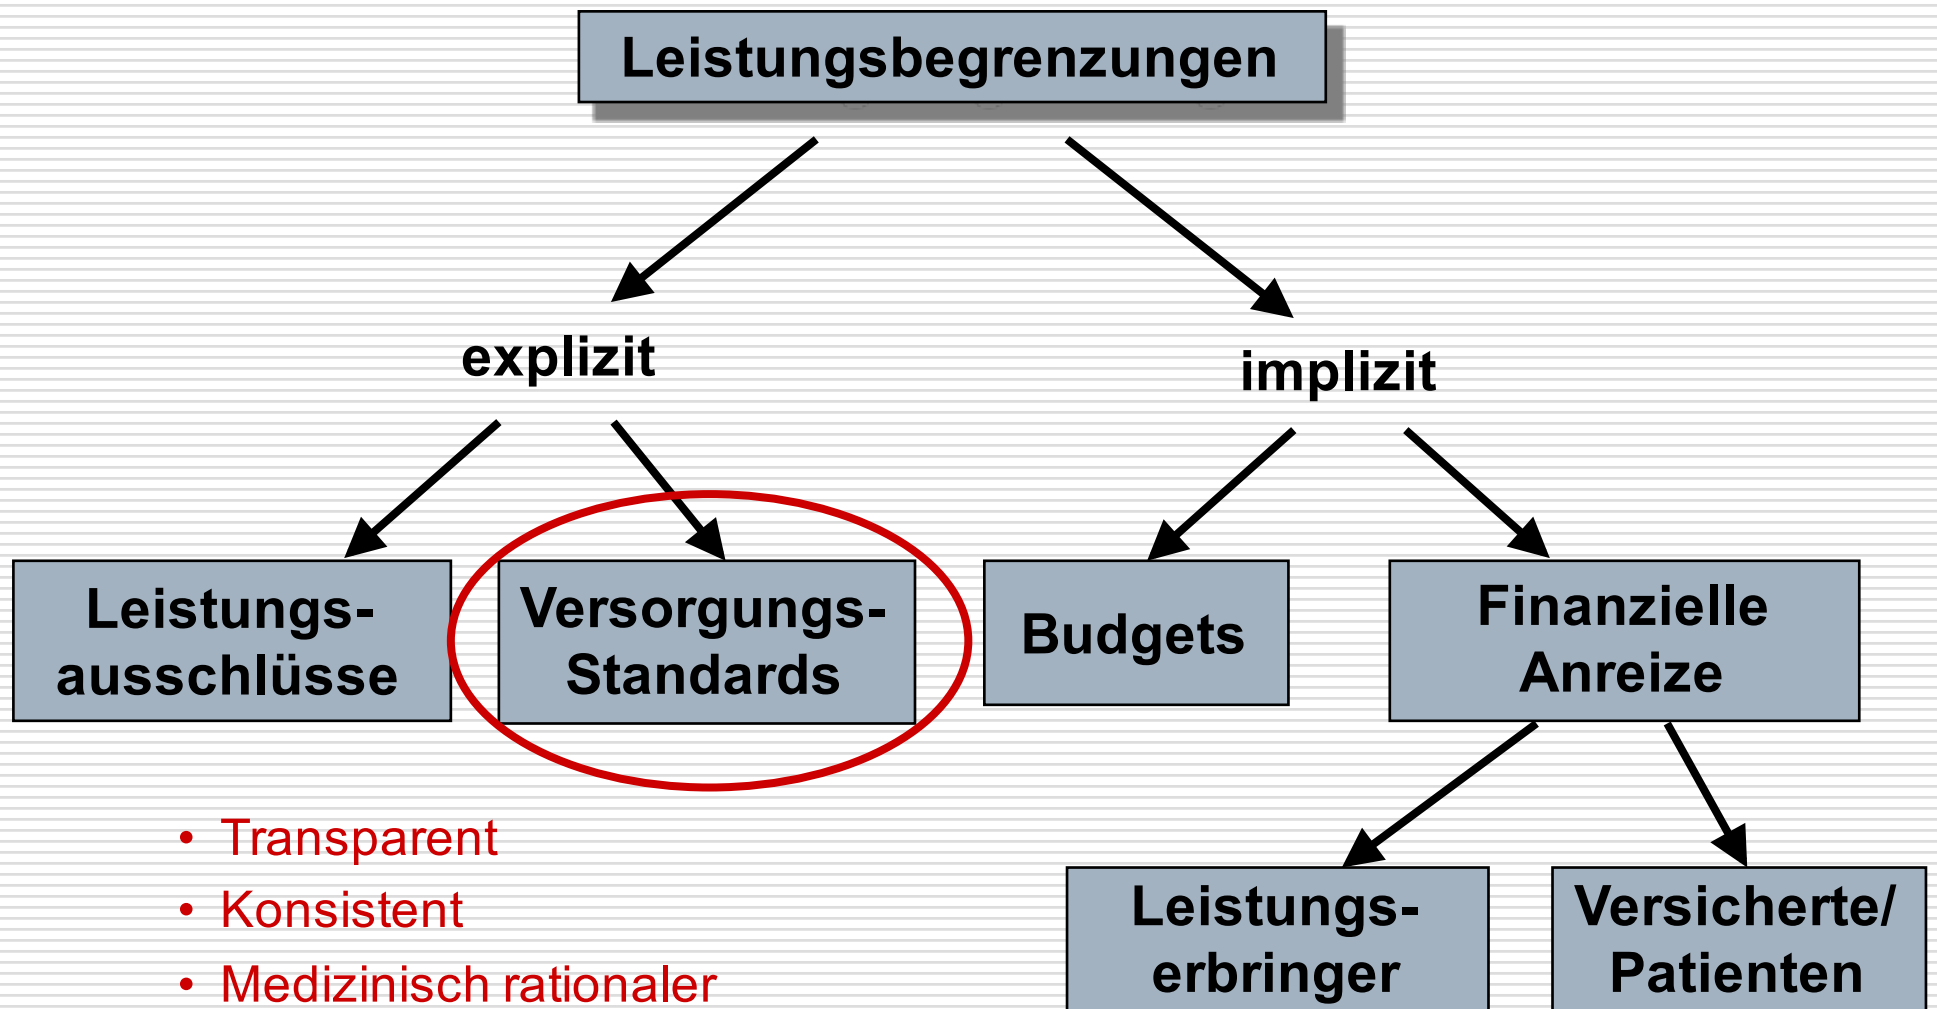 Leistungsbegrenzungen
explizit
implizit
Leistungs-
ausschlüsse
Versorgungs-
Standards
Budgets
Finanzielle
Anreize
• Transparent
• Konsistent
• Medizinisch rationaler
Leistungs-
erbringer
Versicherte/
Patienten